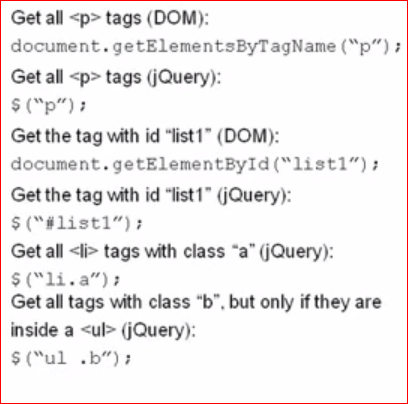 Get all <p> tags (DOM):
document.getElementsByTagName(“p”);
Get all <p> tags (jQuery):
$(“p”);
Get the tag with id “list1” (DOM):
document.getElementById(“list1”);
Get the tag with id “list1” (jQuery):
$(“#list1”);
Get all <li> tags with class “a” (jQuery):
$(“li.a”);
Get all tags with class “b”, but only if they are
inside a <ul> (jQuery):
$(“ul .b”);